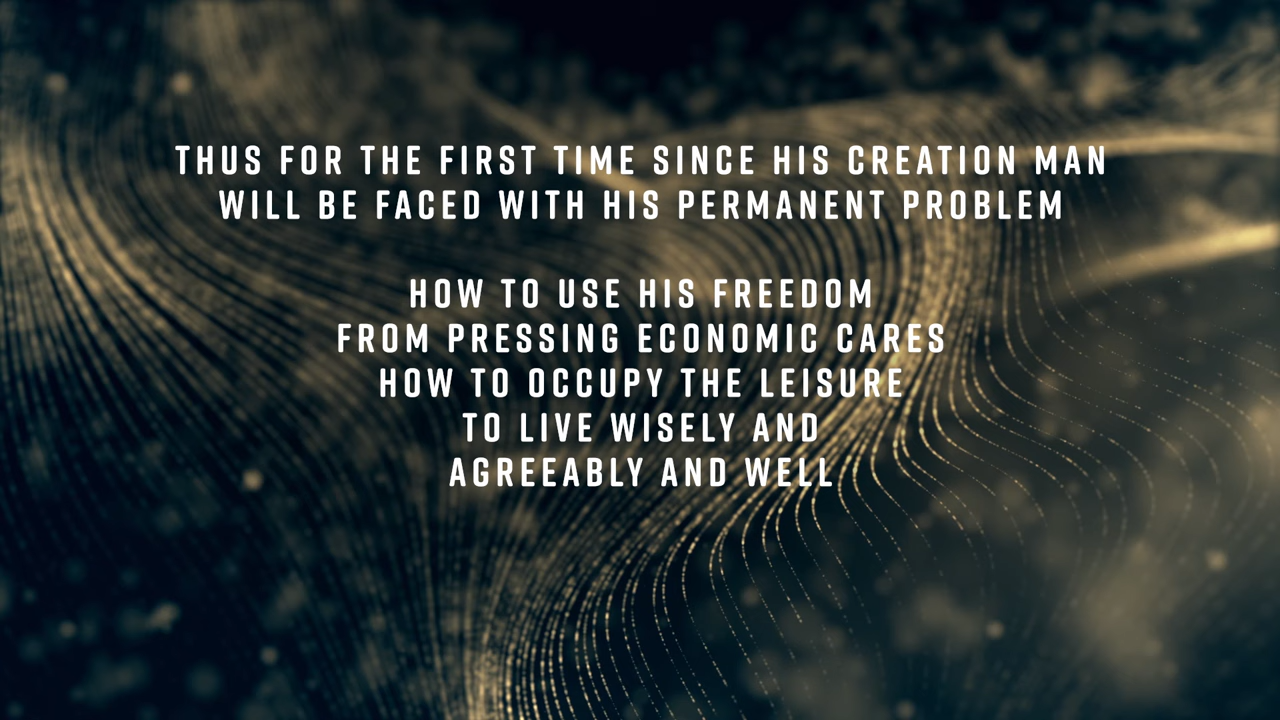 THUS FOR THE FIRST TIME SINCE HIS CREATION MAN
WILL BE FACED WITH HIS PERMANENT PROBLEM
HOW TO USE HIS FREEDOM
FROM PRESSING ECONOMIC CARES
HOW TO OCCUPY THE LEISURE
TO LIVE WISELY AND
AGREEABLY AND WELL